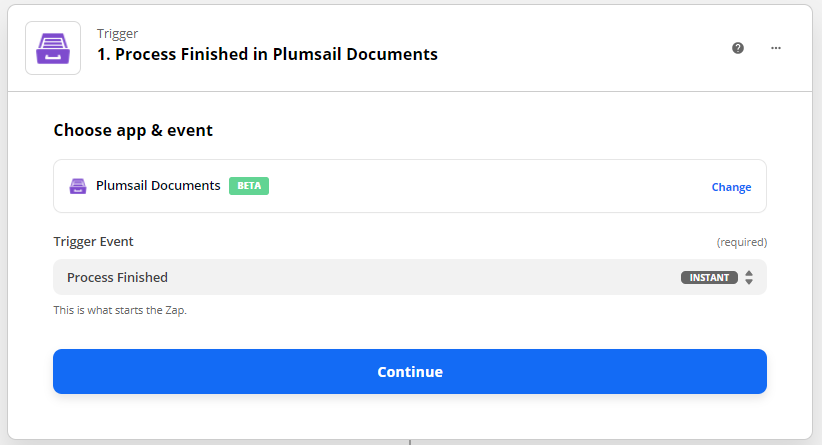 Trigger
1. Process Finished in Plumsail Documents
Choose app & event
Plumsail Documents BETA Change
Trigger Event (required)
Process Finished INSTANT
This is what starts the Zap.
Continue